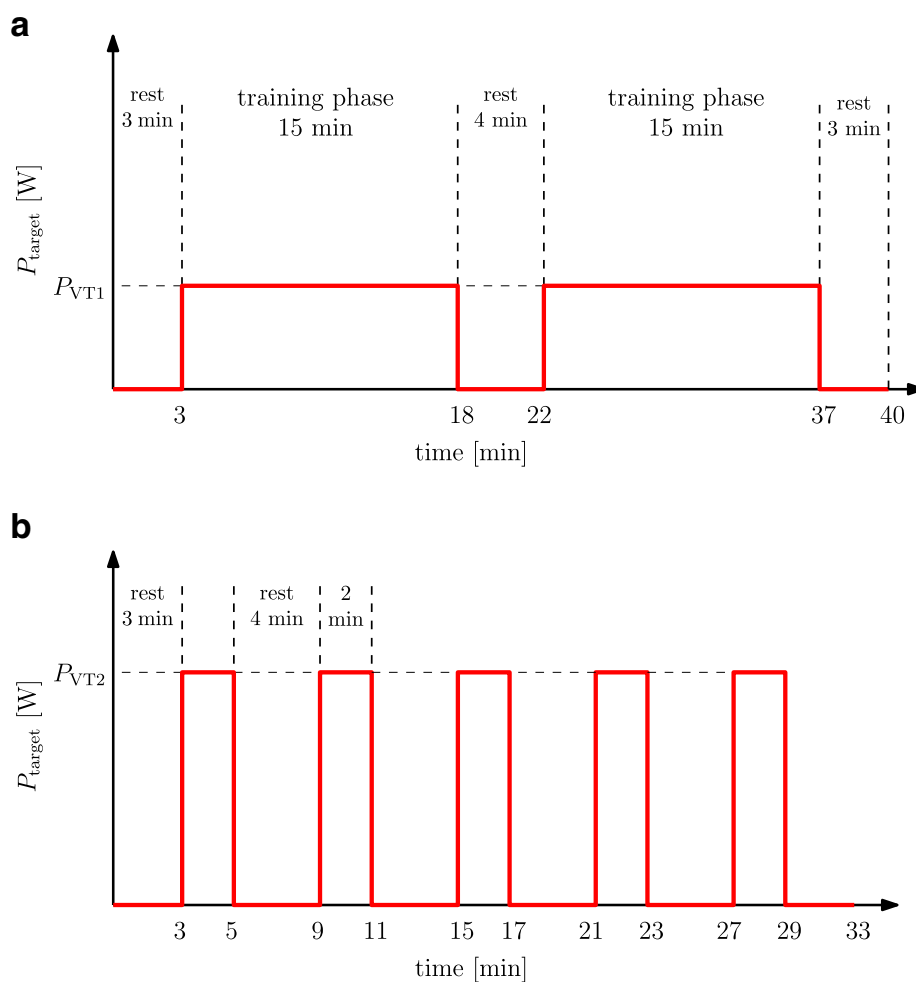 a
rest
3 min
training phase
15 min
rest
4 min
training phase
15 min
rest
3 min
P_target [W]
P_VT1
3 18 22 37 40
time [min]
b
rest
3 min
rest
4 min
2
min
P_target [W]
P_VT2
3 5 9 11 15 17 21 23 27 29 33
time [min]